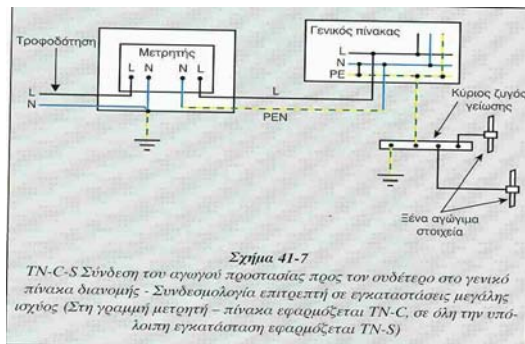 Τροφοδότηση
Μετρητής
L N N L
L
N
L
PEN
Γενικός πίνακας
L
N
PE
Κύριος ζυγός
γείωσης
Ξένα αγώγιμα
στοιχεία
Σχήμα 41-7
TN-C-S Σύνδεση του αγωγού προστασίας προς τον ουδέτερο στο γενικό
πίνακα διανομής - Συνδεσμολογία επιτρεπτή σε εγκαταστάσεις μεγάλης
ισχύος (Στη γραμμή μετρητή – πίνακα εφαρμόζεται TN-C, σε όλη την υπό-
λοιπη εγκατάσταση εφαρμόζεται TN-S)